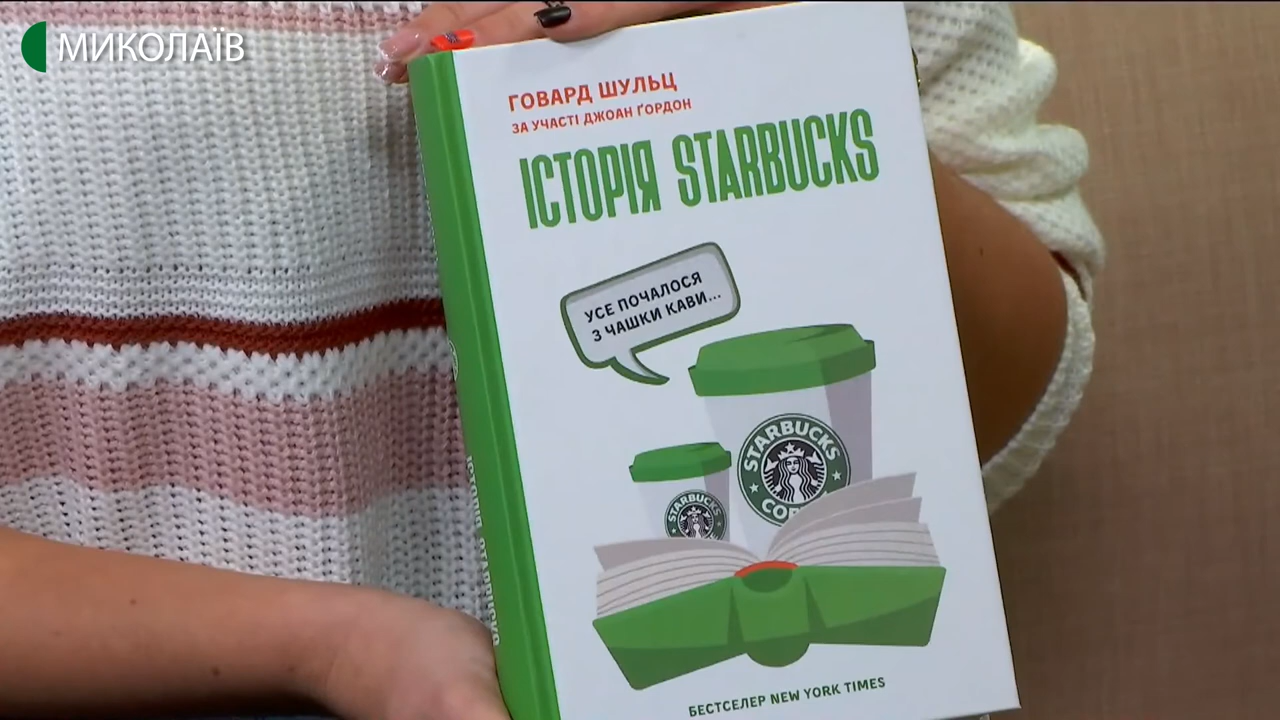 МИКОЛАЇВ
ГОВАРД ШУЛЬЦ
ЗА УЧАСТІ ДЖОАН ҐОРДОН
ІСТОРІЯ STARBUCKS
УСЕ ПОЧАЛОСЯ
З ЧАШКИ КАВИ...
STARBUCKS
STARBUCKS
ІСТОРІЯ STARBUCKS
БЕСТСЕЛЕР NEW YORK TIMES